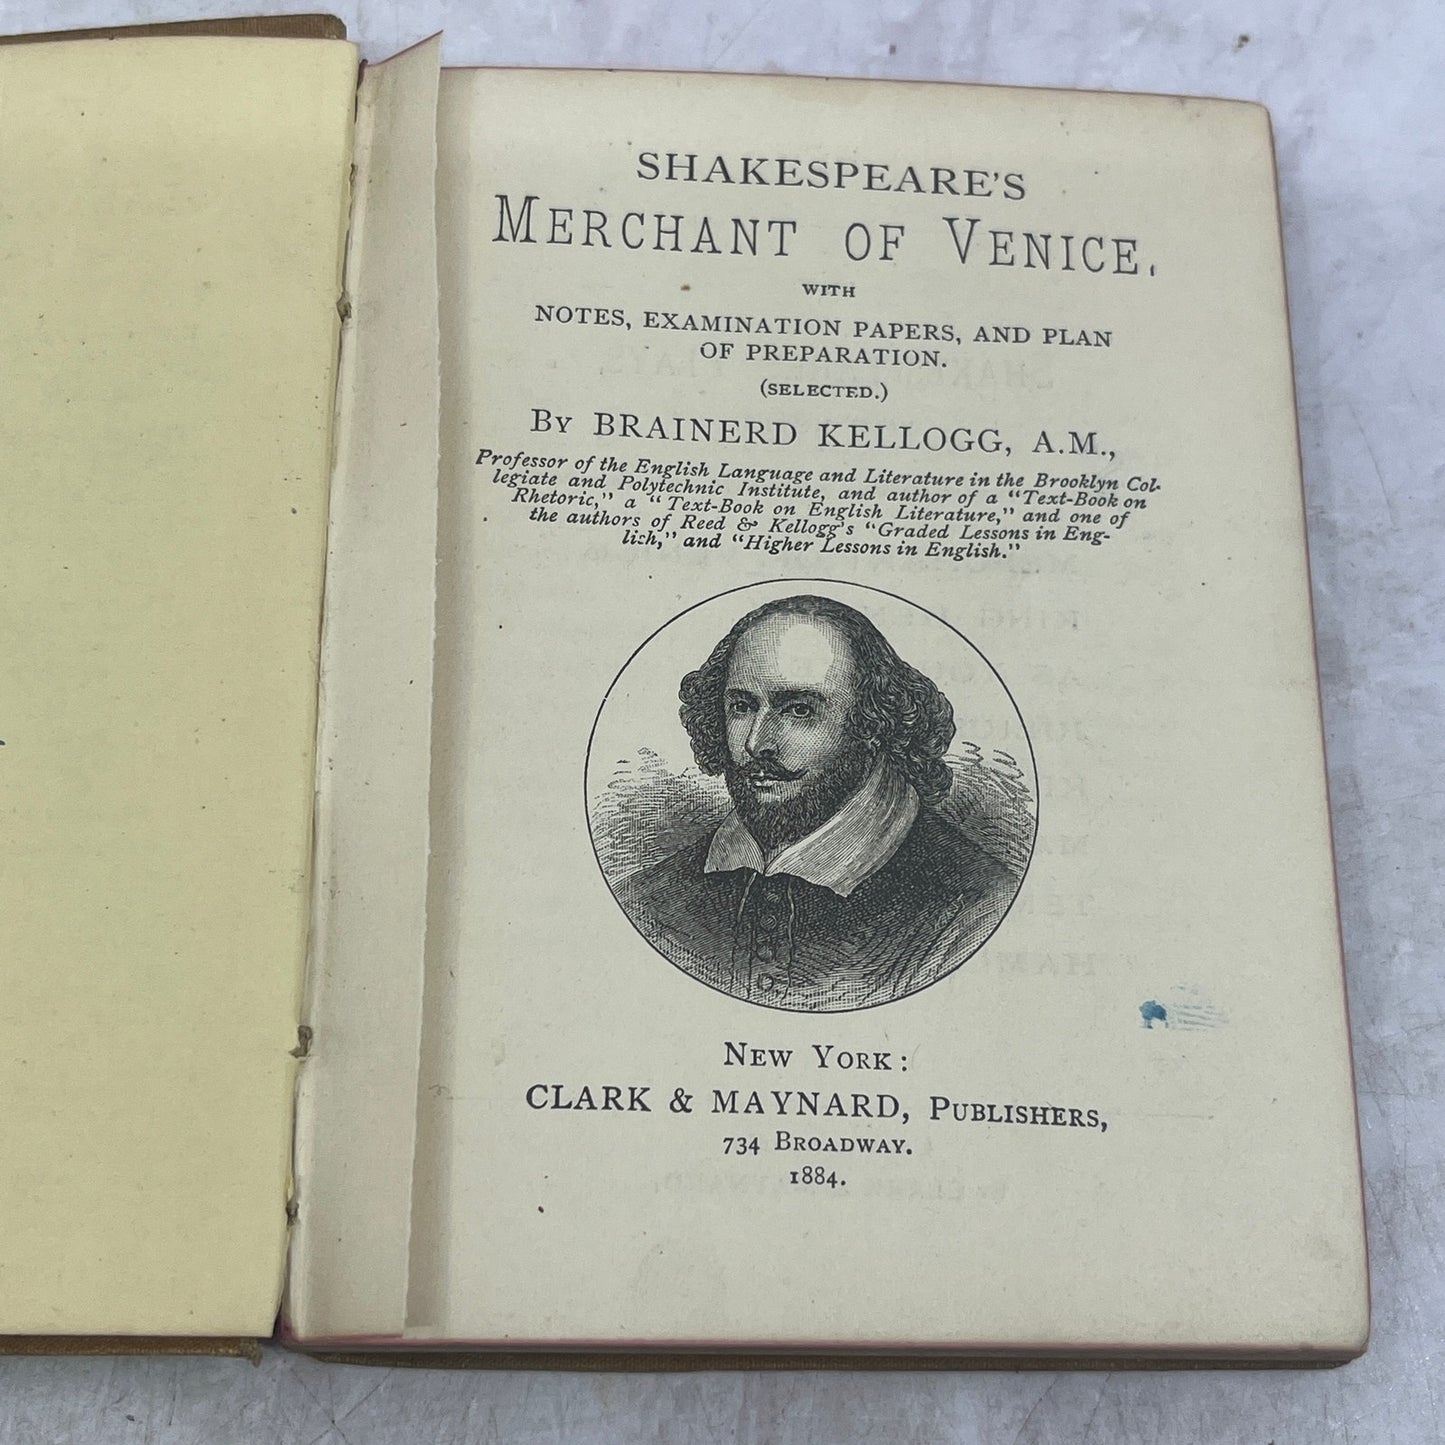 SHAKESPEARE'S
MERCHANT OF VENICE.
WITH
NOTES, EXAMINATION PAPERS, AND PLAN
OF PREPARATION.
(SELECTED.)
BY BRAINERD KELLOGG, A.M.,
Professor of the English Language and Literature in the Brooklyn Col-
legiate and Polytechnic Institute, and author of a "Text-Book on
Rhetoric," a "Text-Book on English Literature," and one of
the authors of Reed & Kellogg's "Graded Lessons in Eng-
lish," and "Higher Lessons in English."
NEW YORK:
CLARK & MAYNARD, PUBLISHERS,
734 BROADWAY.
1884.